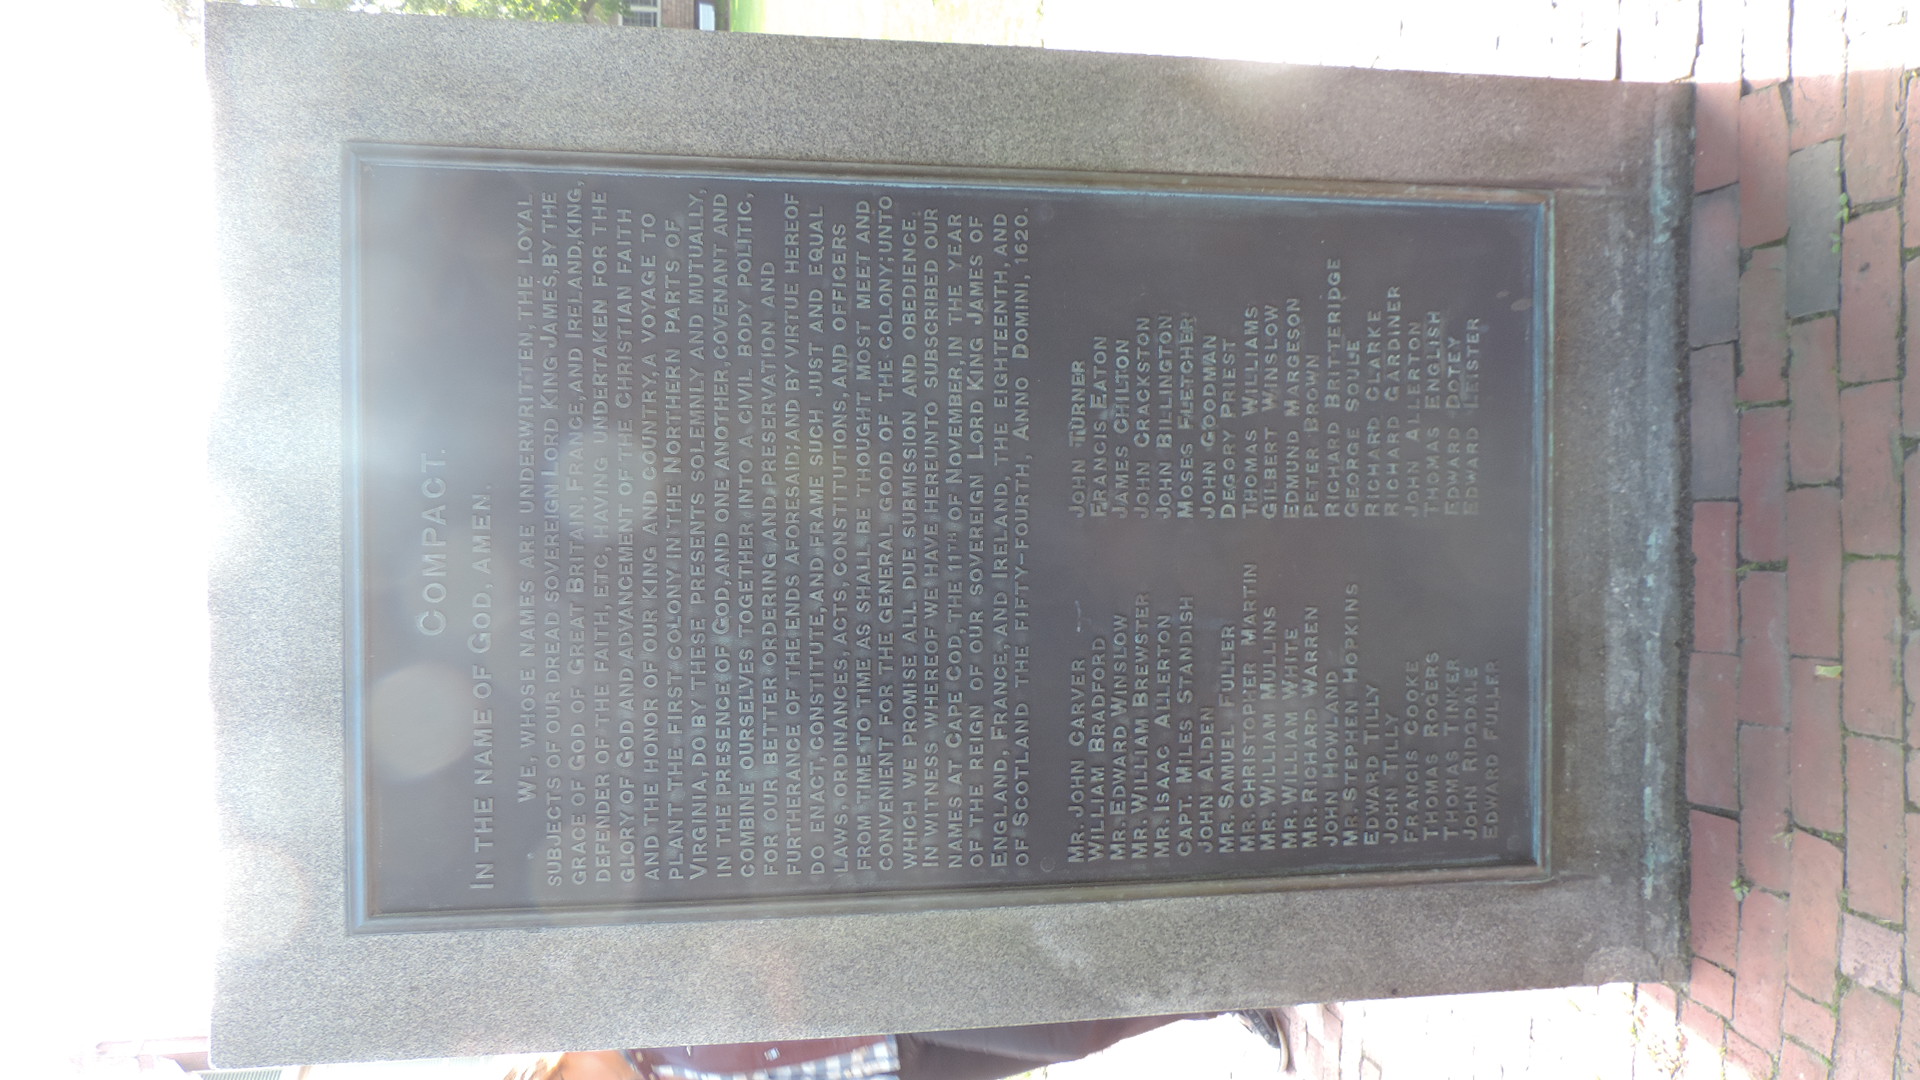 COMPACT.
IN THE NAME OF GOD, AMEN.
WE, WHOSE NAMES ARE UNDERWRITTEN, THE LOYAL
SUBJECTS OF OUR DREAD SOVEREIGN LORD KING JAMES, BY THE
GRACE OF GOD OF GREAT BRITAIN, FRANCE, AND IRELAND, KING,
DEFENDER OF THE FAITH, ETC, HAVING UNDERTAKEN FOR THE
GLORY OF GOD AND ADVANCEMENT OF THE CHRISTIAN FAITH
AND THE HONOR OF OUR KING AND COUNTRY, A VOYAGE TO
PLANT THE FIRST COLONY IN THE NORTHERN PARTS OF
VIRGINIA, DO BY THESE PRESENTS SOLEMNLY AND MUTUALLY,
IN THE PRESENCE OF GOD, AND ONE ANOTHER, COVENANT AND
COMBINE OURSELVES TOGETHER INTO A CIVIL BODY POLITIC,
FOR OUR BETTER ORDERING AND PRESERVATION AND
FURTHERANCE OF THE ENDS AFORESAID; AND BY VIRTUE HEREOF
DO ENACT, CONSTITUTE, AND FRAME SUCH JUST AND EQUAL
LAWS, ORDINANCES, ACTS, CONSTITUTIONS, AND OFFICERS
FROM TIME TO TIME AS SHALL BE THOUGHT MOST MEET AND
CONVENIENT FOR THE GENERAL GOOD OF THE COLONY; UNTO
WHICH WE PROMISE ALL DUE SUBMISSION AND OBEDIENCE.
IN WITNESS WHEREOF WE HAVE HEREUNTO SUBSCRIBED OUR
NAMES AT CAPE COD, THE 11TH OF NOVEMBER, IN THE YEAR
OF THE REIGN OF OUR SOVEREIGN LORD KING JAMES OF
ENGLAND, FRANCE, AND IRELAND, THE EIGHTEENTH, AND
OF SCOTLAND THE FIFTY-FOURTH, ANNO DOMINI, 1620.
MR. JOHN CARVER
WILLIAM BRADFORD
MR. EDWARD WINSLOW
MR. WILLIAM BREWSTER
MR. ISAAC ALLERTON
CAPT. MILES STANDISH
JOHN ALDEN
MR. SAMUEL FULLER
MR. CHRISTOPHER MARTIN
MR. WILLIAM MULLINS
MR. WILLIAM WHITE
MR. RICHARD WARREN
JOHN HOWLAND
MR. STEPHEN HOPKINS
EDWARD TILLY
JOHN TILLY
FRANCIS COOKE
THOMAS ROGERS
THOMAS TINKER
JOHN RIDGDALE
EDWARD FULLER
JOHN TURNER
FRANCIS EATON
JAMES CHILTON
JOHN CRACKSTON
JOHN BILLINGTON
MOSES FLETCHER
JOHN GOODMAN
DEGORY PRIEST
THOMAS WILLIAMS
GILBERT WINSLOW
EDMUND MARGESON
PETER BROWN
RICHARD BRITTERIDGE
GEORGE SOULE
RICHARD CLARKE
RICHARD GARDINER
JOHN ALLERTON
THOMAS ENGLISH
EDWARD DOTEY
EDWARD LEISTER